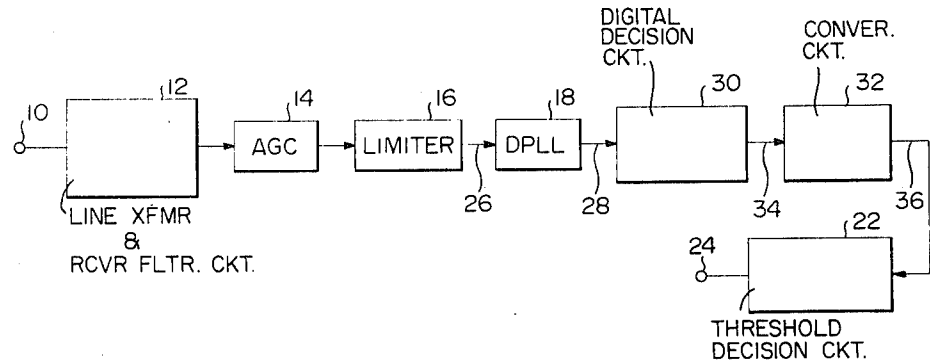 DIGITAL
DECISION
CKT.
CONVER.
CKT.
10
12
14
16
18
30
32
AGC
LIMITER
DPLL
26
28
34
36
LINE XFMR
&
RCVR FLTR. CKT.
24
22
THRESHOLD
DECISION CKT.